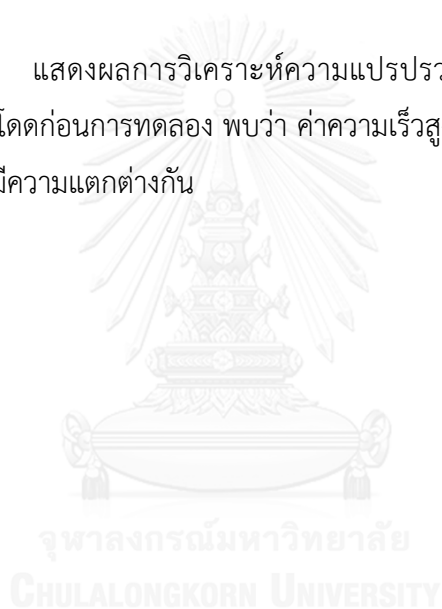 แสดงผลการวิเคราะห์ความแปรปรว
โดดก่อนการทดลอง พบว่า ค่าความเร็วสู
มีความแตกต่างกัน
จุฬาลงกรณ์มหาวิทยาลัย
CHULALONGKORN UNIVERSITY